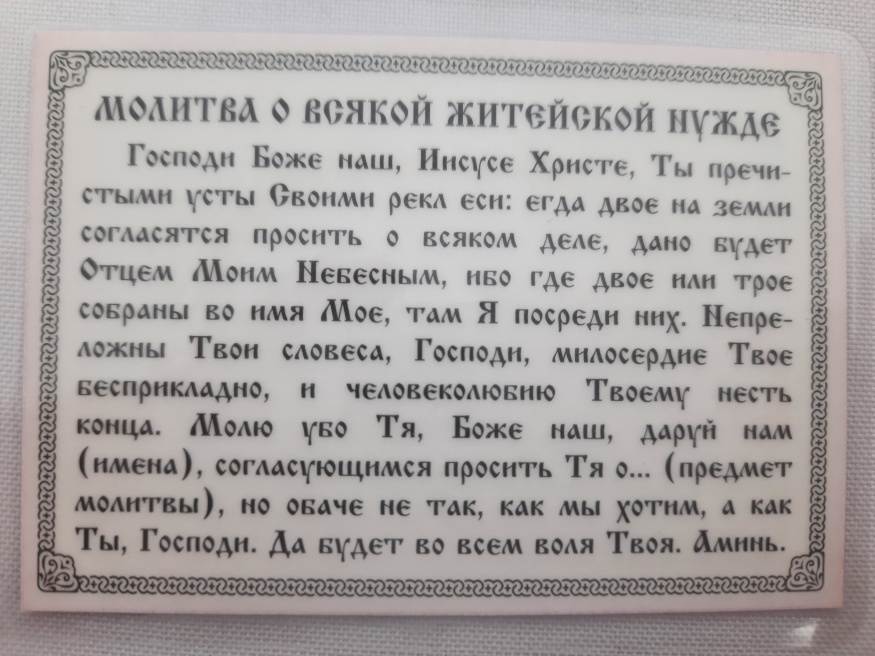 МОЛИТВА О ВСЯКОЙ ЖИТЕЙСКОЙ НУЖДЕ
Господи Боже наш, Иисусе Христе, Ты пречи-
стыми усты Своими рекл еси: егда двое на земли
согласятся просить о всяком деле, дано будет
Отцем Моим Небесным, ибо где двое или трое
собраны во имя Мое, там Я посреди них. Непре-
ложны Твои словеса, Господи, милосердие Твое
бесприкладно, и человеколюбию Твоему несть
конца. Молю убо Тя, Боже наш, даруй нам
(имена), согласующимся просить Тя о... (предмет
молитвы), но обаче не так, как мы хотим, а как
Ты, Господи. Да будет во всем воля Твоя. Аминь.